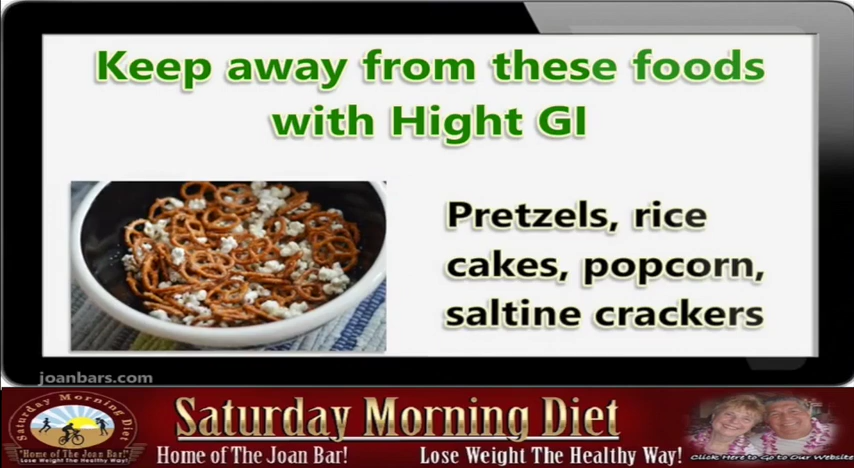 Keep away from these foods
with Hight GI
Pretzels, rice
cakes, popcorn,
saltine crackers
joanbars.com
Saturday Morning Diet
"Home of The Joan Bar!"
Lose Weight The Healthy Way!
Saturday Morning Diet
Home of The Joan Bar!
Lose Weight The Healthy Way!
Click Here to Go to Our Website